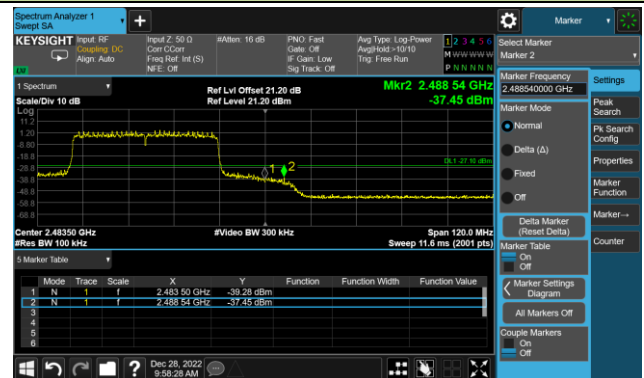 Spectrum Analyzer 1
Swept SA
Marker
KEYSIGHT
Input: RF
Coupling: DC
Align: Auto
Input Z: 50 Ω
Corr CCorr
Freq Ref: Int (S)
NFE: Off
#Atten: 16 dB
PNO: Fast
Gate: Off
IF Gain: Low
Sig Track: Off
Avg Type: Log-Power
Avg|Hold:>10/10
Trig: Free Run
1 2 3 4 5 6
M W W W W W
P N N N N N
LXI
Select Marker
Marker 2
1 Spectrum
Scale/Div 10 dB
Log
Ref Lvl Offset 21.20 dB
Ref Level 21.20 dBm
Mkr2 2.488 54 GHz
-37.45 dBm
11.2
1.20
-8.80
-18.8
-28.8
-38.8
-48.8
-58.8
-68.8
DL1 -27.10 dBm
1
2
Center 2.48350 GHz
#Res BW 100 kHz
#Video BW 300 kHz
Span 120.0 MHz
Sweep 11.6 ms (2001 pts)
5 Marker Table
Mode Trace Scale X Y Function Function Width Function Value
1 N 1 f 2.483 50 GHz -39.28 dBm
2 N 1 f 2.488 54 GHz -37.45 dBm
3
4
5
6
Marker Frequency
2.488540000 GHz
Marker Mode
Normal
Delta (Δ)
Fixed
Off
Delta Marker
(Reset Delta)
Marker Table
On
Off
Marker Settings
Diagram
All Markers Off
Couple Markers
On
Off
Settings
Peak
Search
Pk Search
Config
Properties
Marker
Function
Marker→
Counter
Dec 28, 2022
9:58:28 AM